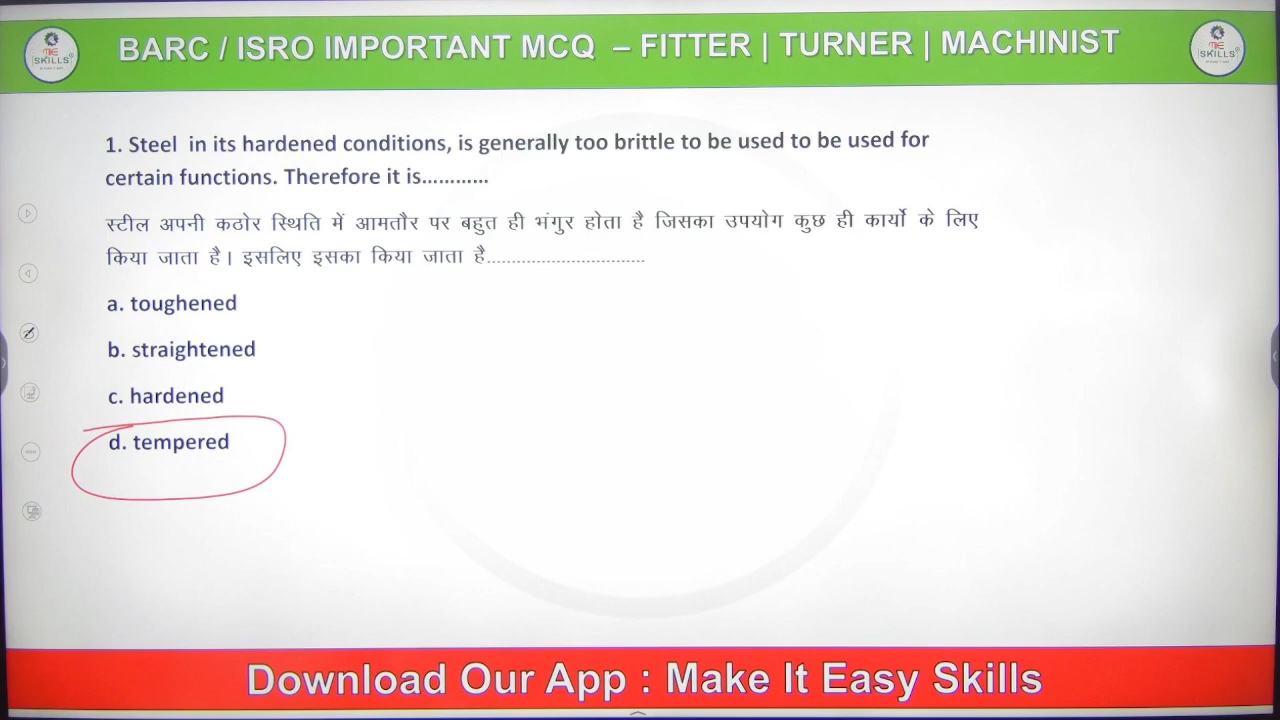 BARC / ISRO IMPORTANT MCQ – FITTER | TURNER | MACHINIST
SKILLS
SKILLS
1. Steel in its hardened conditions, is generally too brittle to be used to be used for
certain functions. Therefore it is............
स्टील अपनी कठोर स्थिति में आमतौर पर बहुत ही भंगुर होता है जिसका उपयोग कुछ ही कार्यो के लिए
किया जाता है। इसलिए इसका किया जाता है................................
a. toughened
b. straightened
c. hardened
d. tempered
Download Our App : Make It Easy Skills